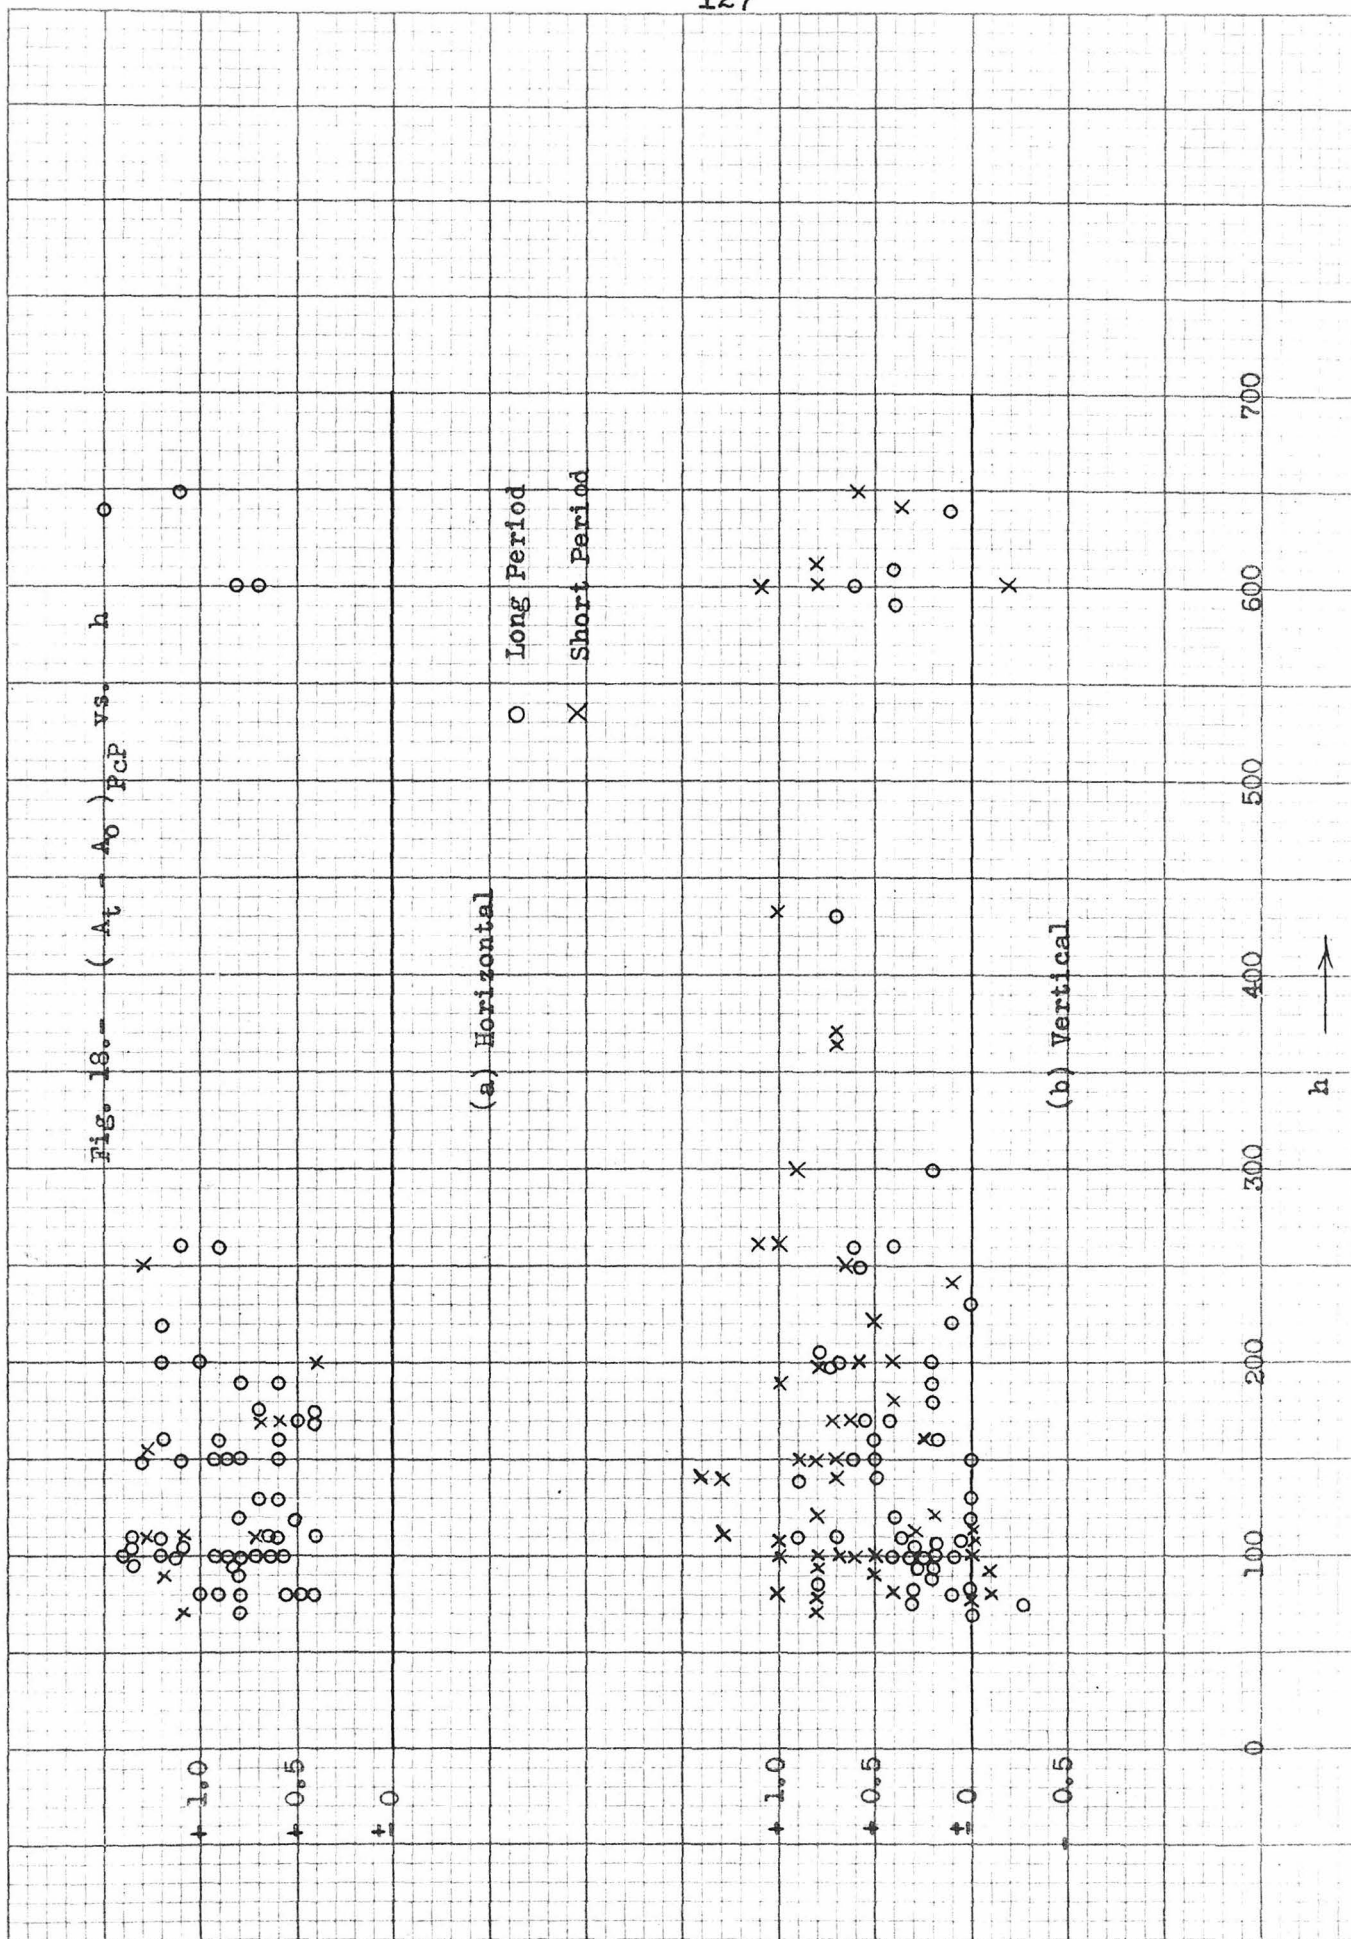 127
Fig. 18.- ( At - Ao )PcP vs. h
+ 1.0
+ 0.5
± 0
(a) Horizontal
O Long Period
X Short Period
+ 1.0
+ 0.5
± 0
- 0.5
(b) Vertical
0 100 200 300 400 500 600 700
h